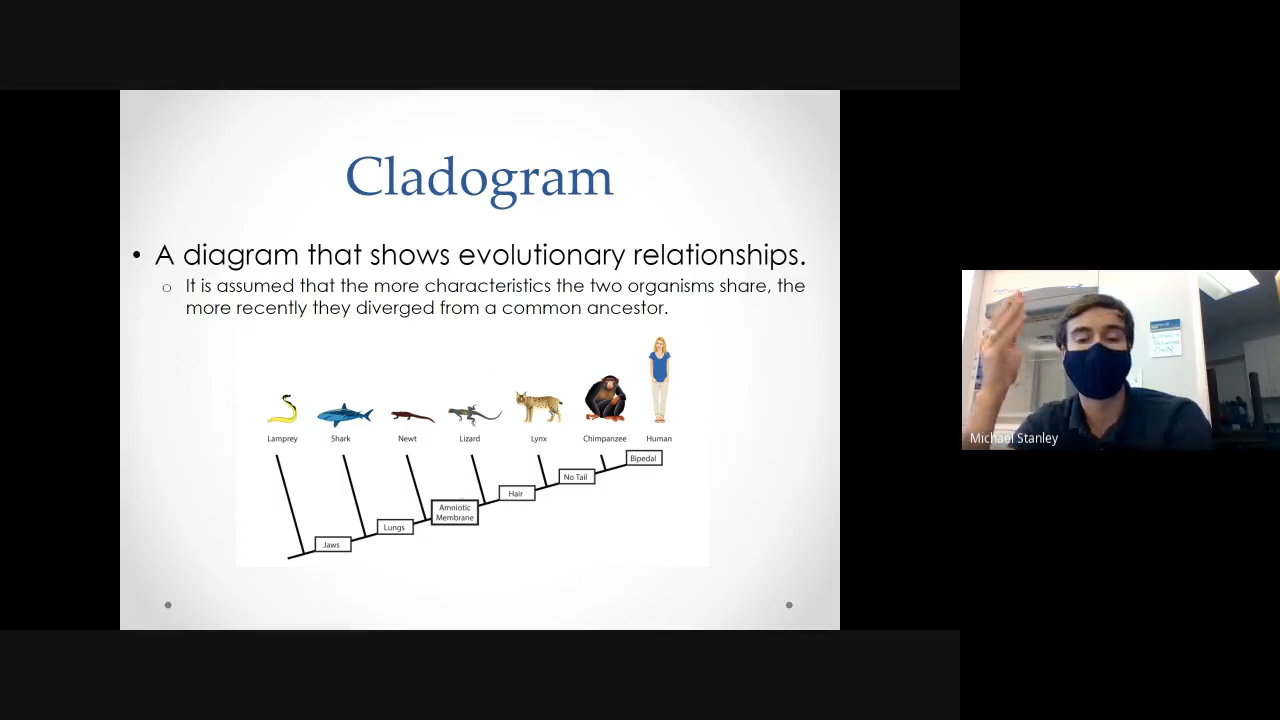 Cladogram
• A diagram that shows evolutionary relationships.
o It is assumed that the more characteristics the two organisms share, the
more recently they diverged from a common ancestor.
Lamprey Shark Newt Lizard Lynx Chimpanzee Human
Bipedal
No Tail
Hair
Amniotic
Membrane
Lungs
Jaws
Michael Stanley